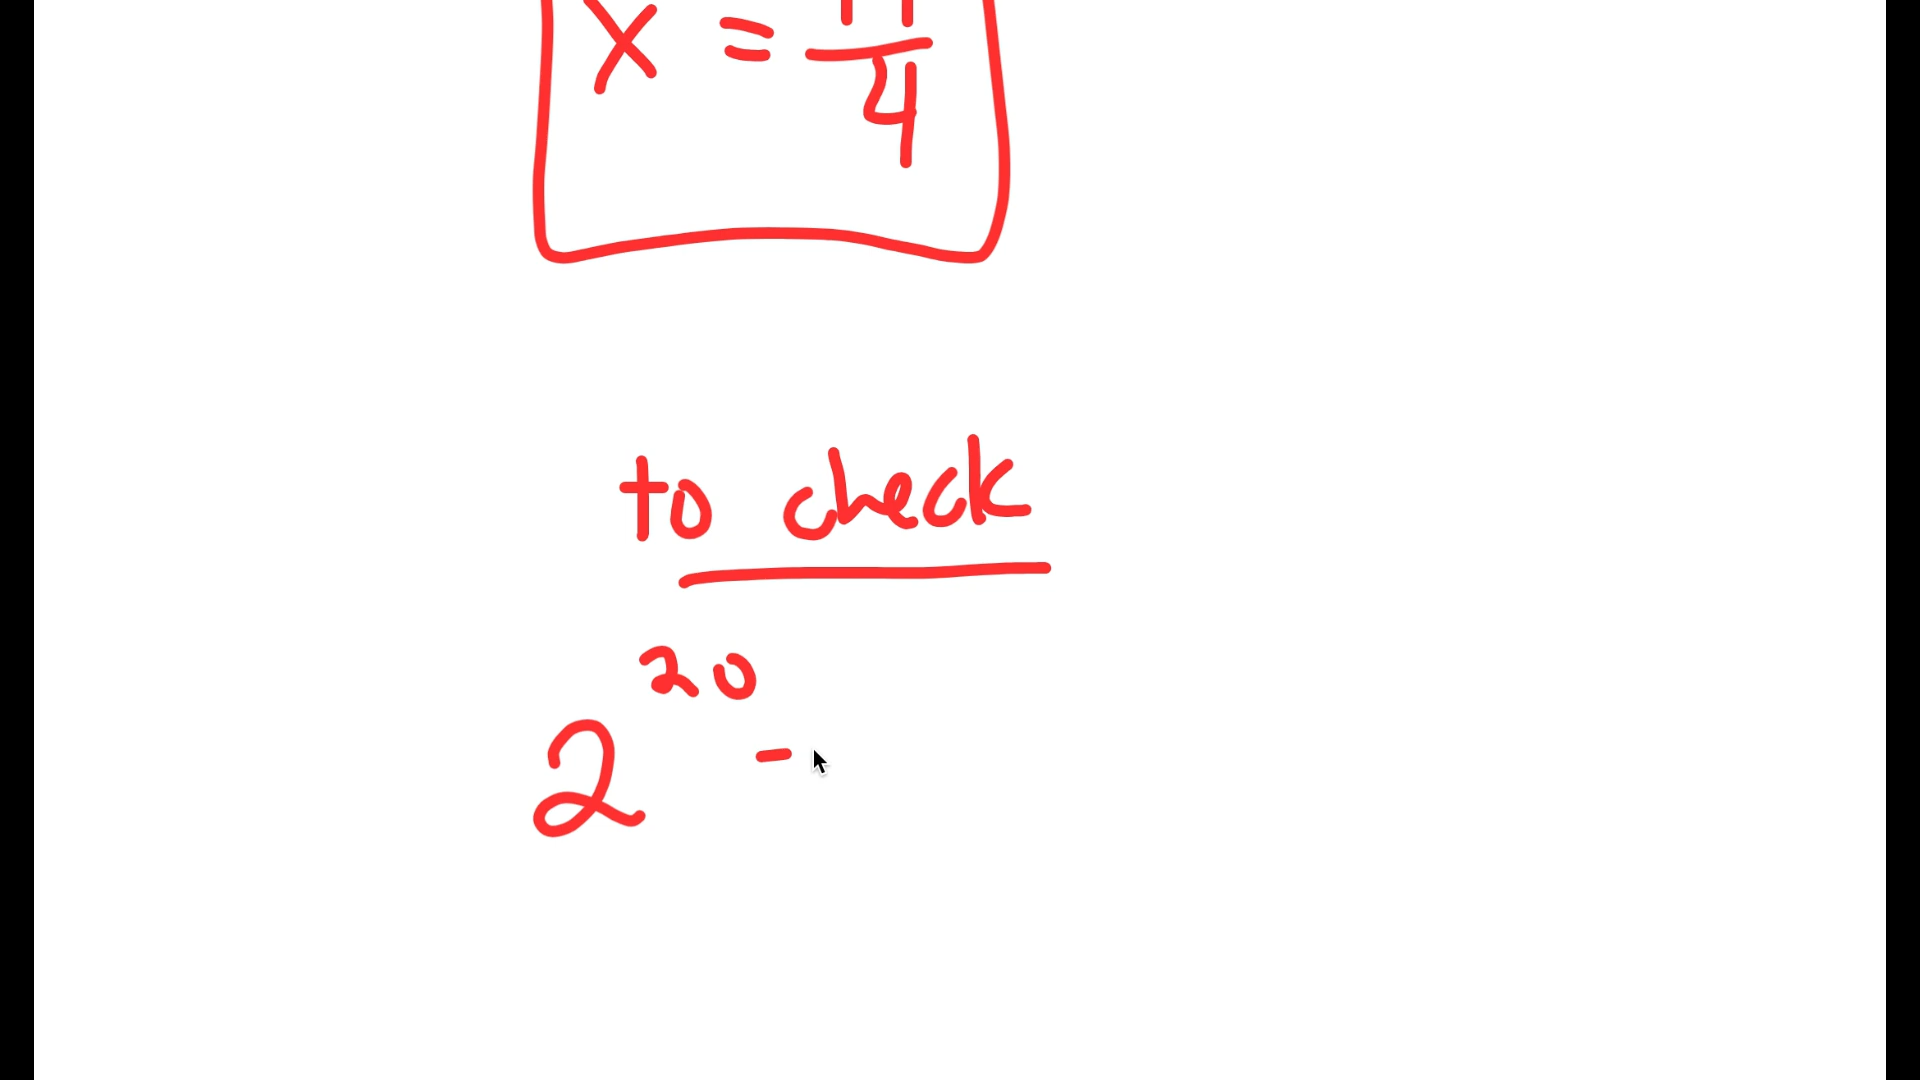 x = /4
to check
2^20 -